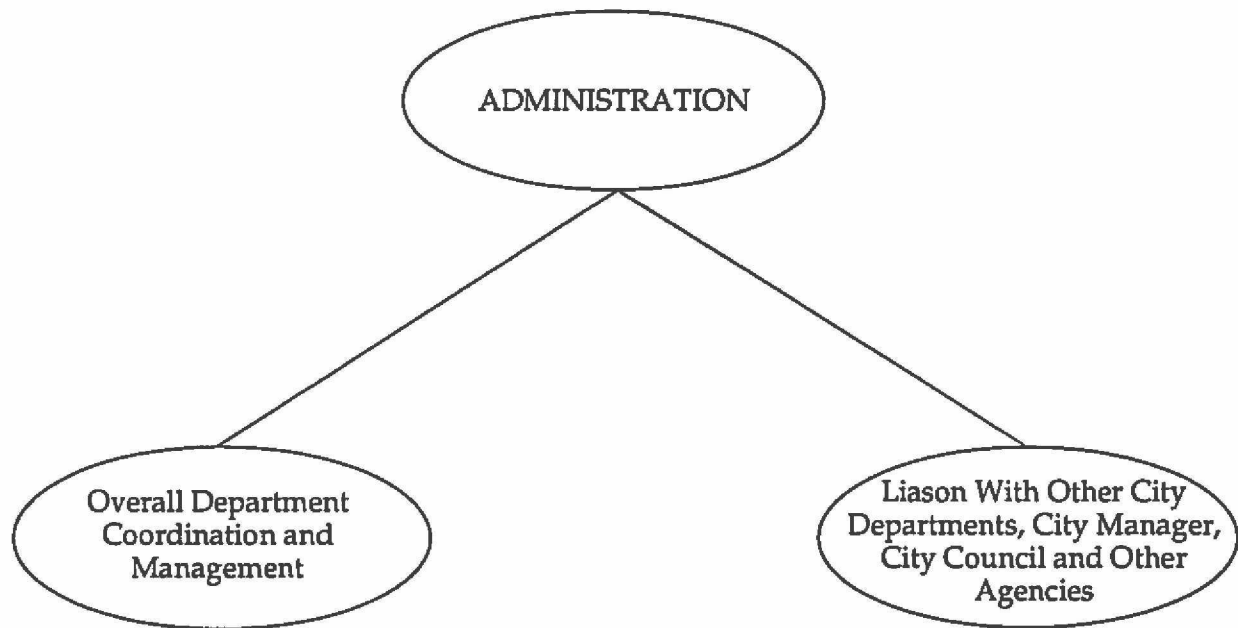 ADMINISTRATION
Overall Department
Coordination and
Management
Liason With Other City
Departments, City Manager,
City Council and Other
Agencies